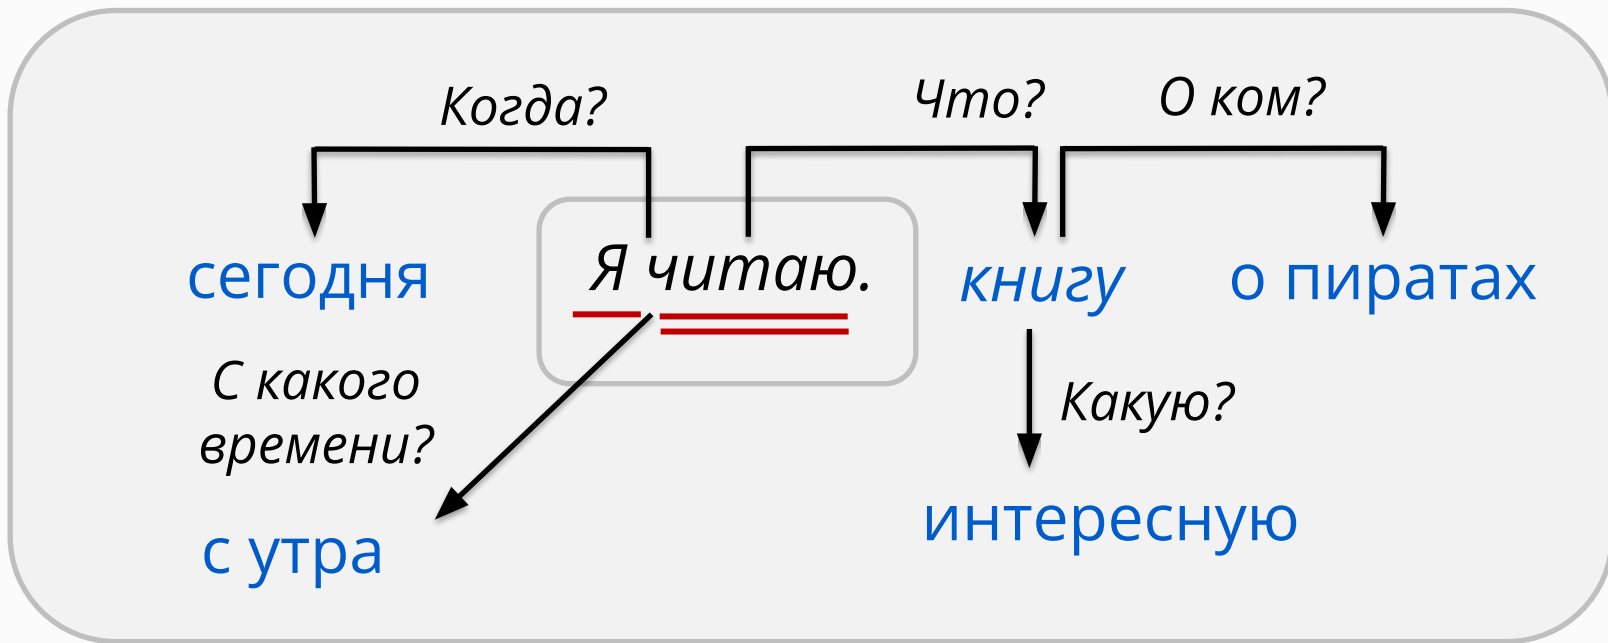 Когда?
Что?
О ком?
сегодня
Я читаю.
книгу
о пиратах
С какого
времени?
Какую?
с утра
интересную